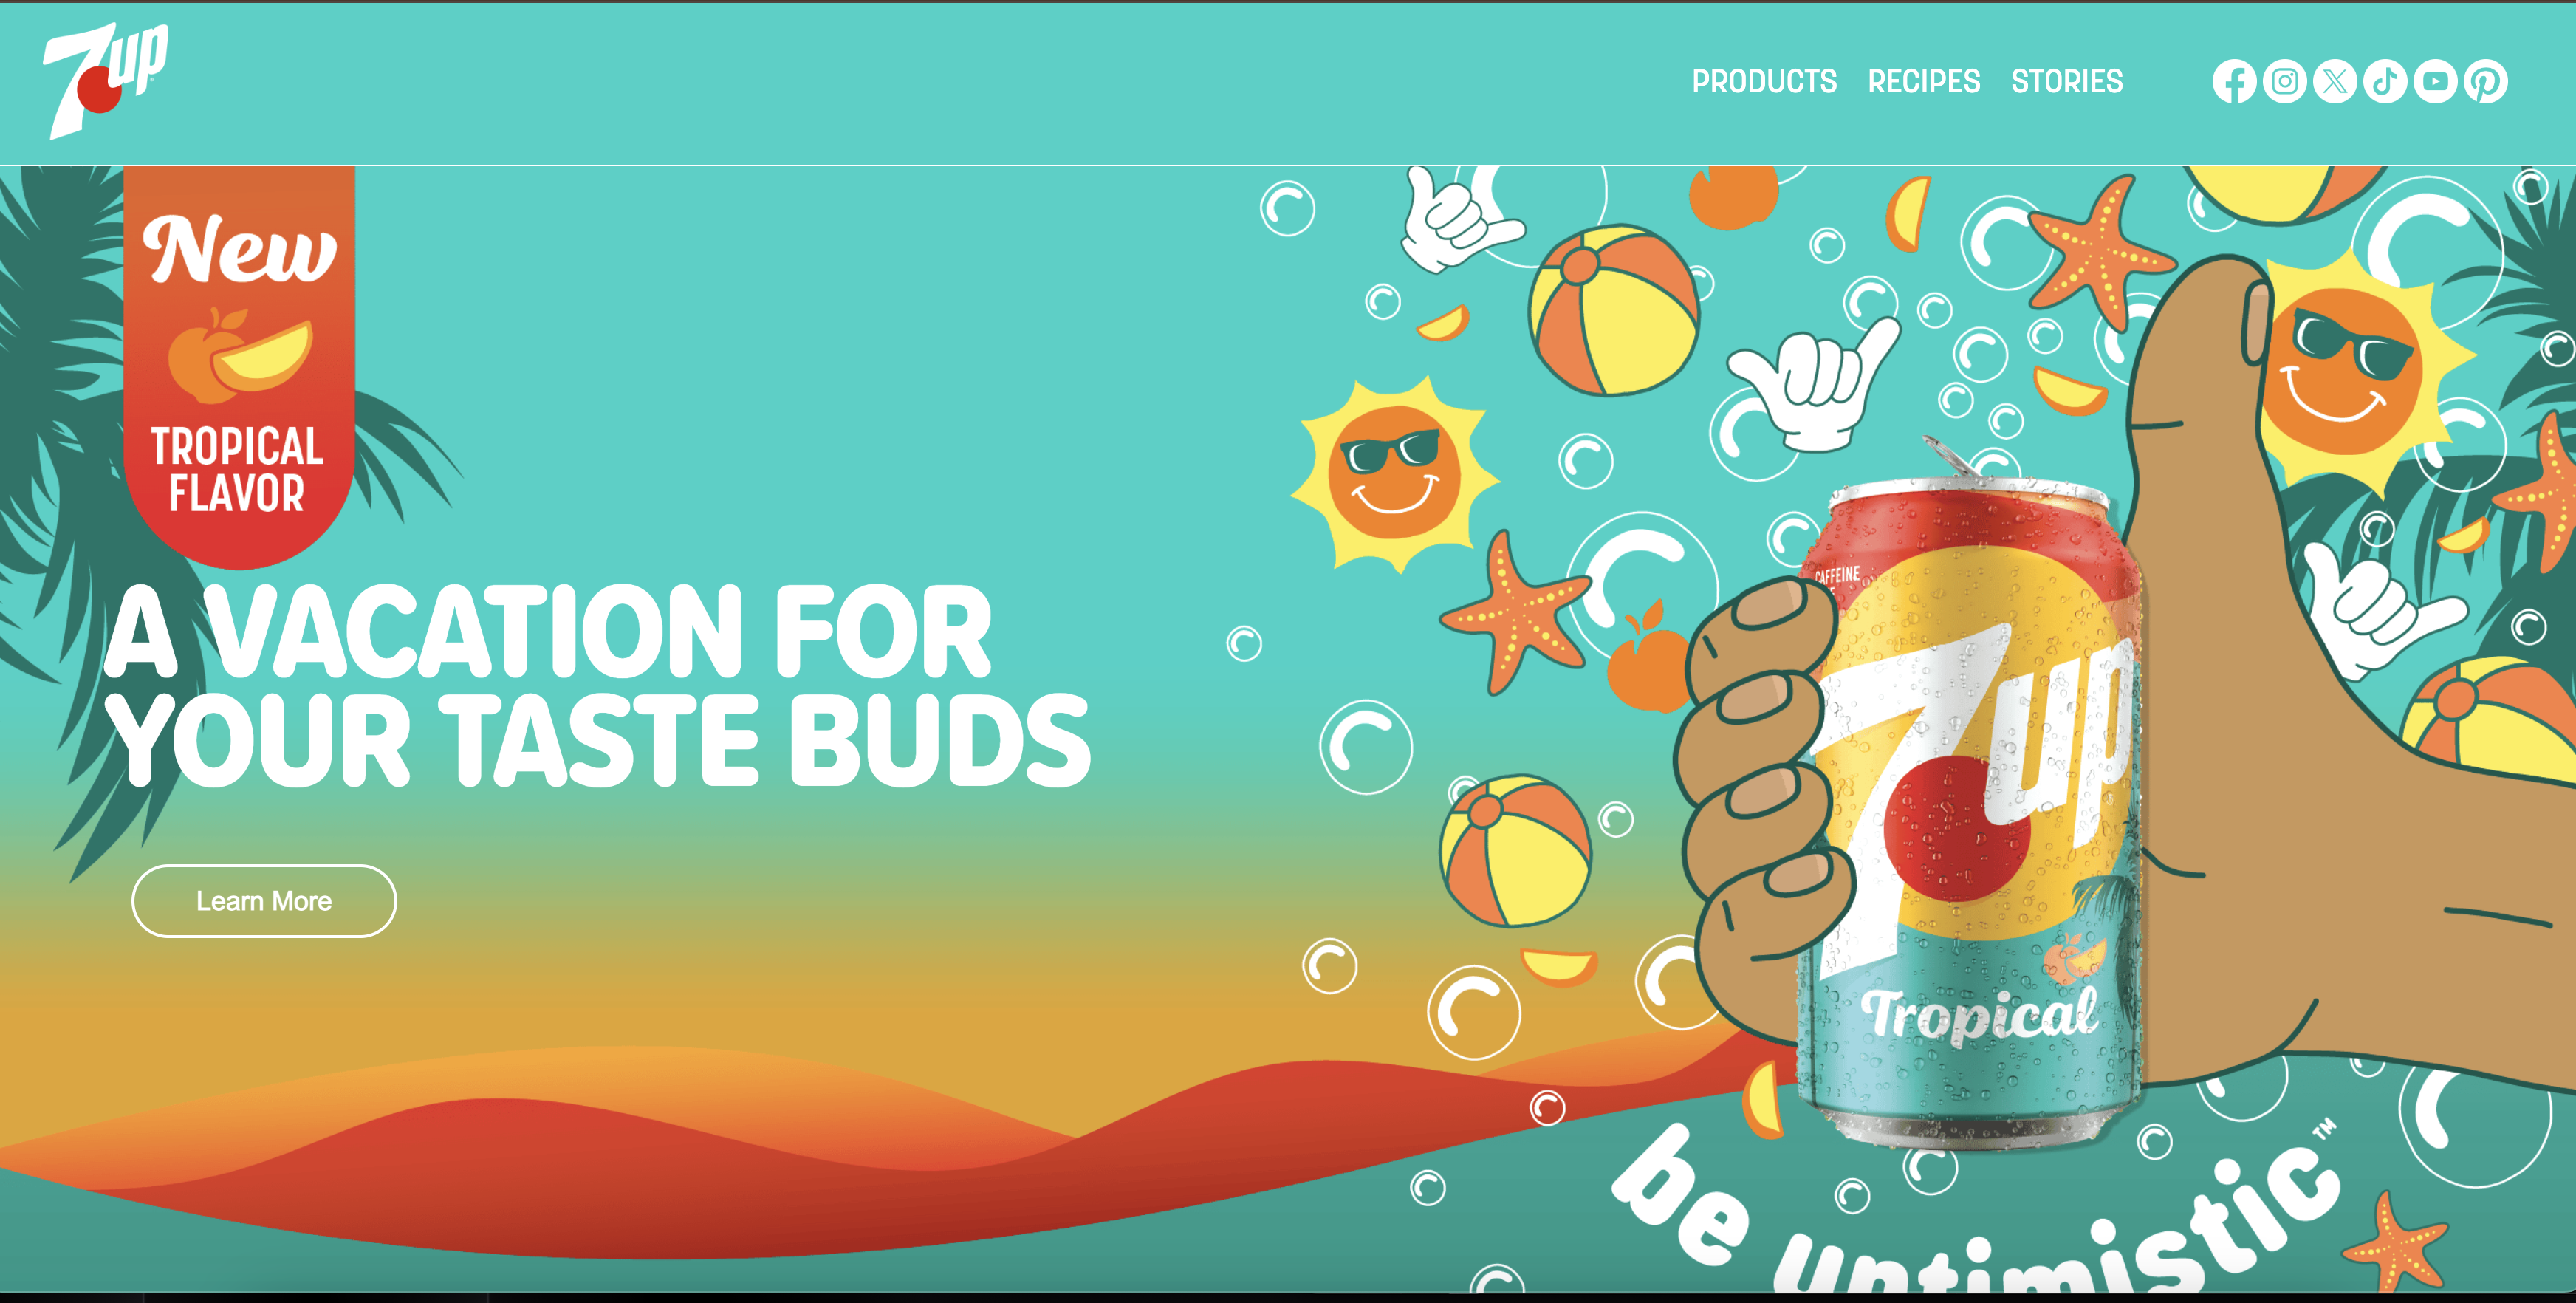 7up
PRODUCTS RECIPES STORIES
New
TROPICAL
FLAVOR
A VACATION FOR
YOUR TASTE BUDS
Learn More
CAFFEINE
7up
Tropical
be uptimistic™